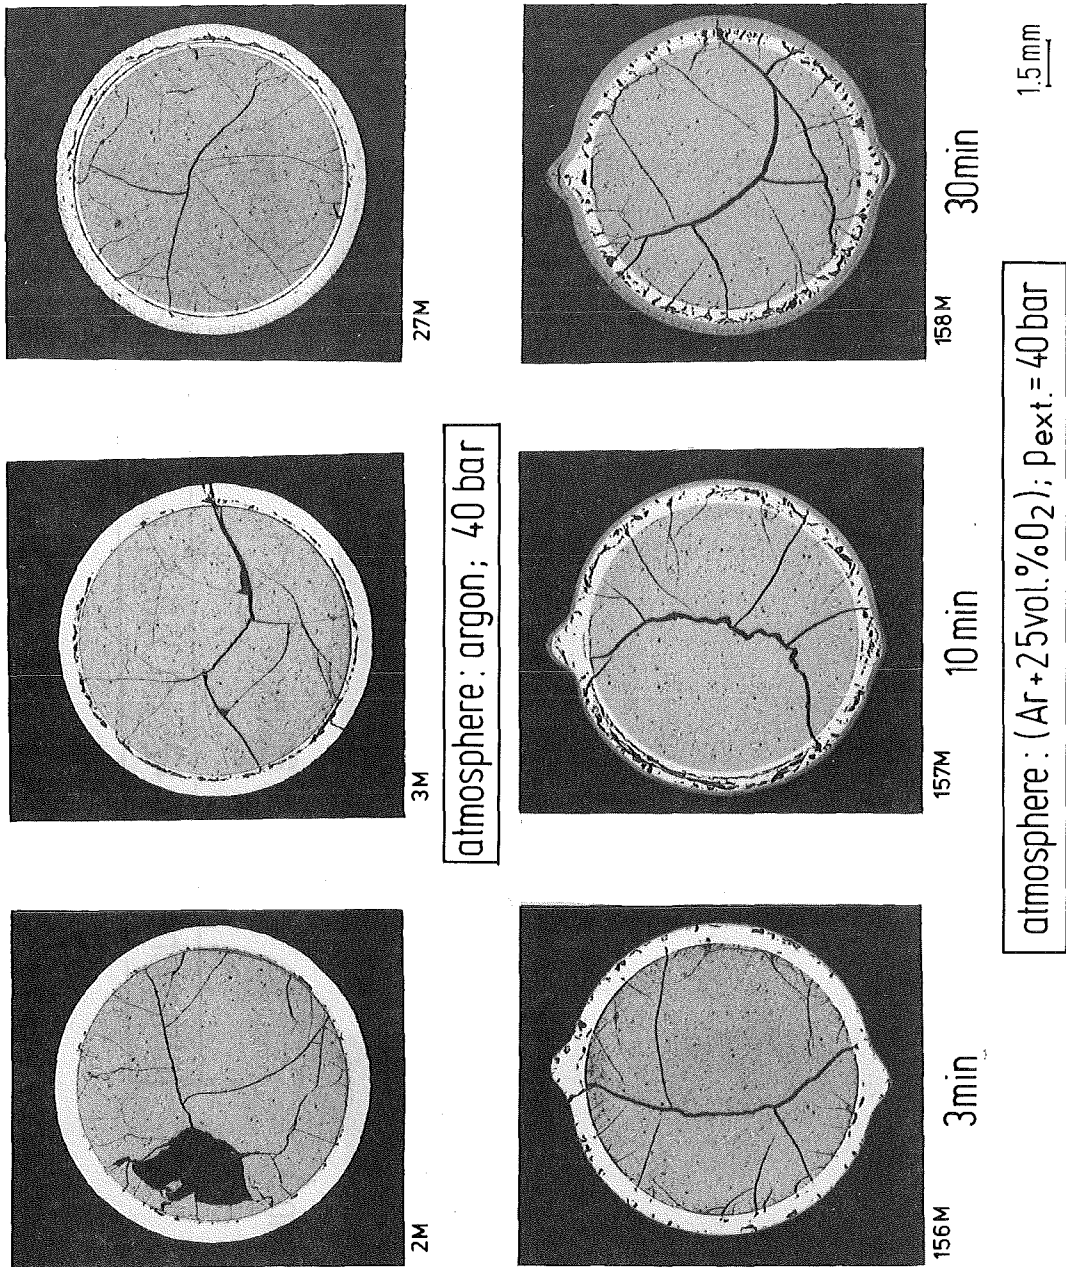 2M
3M
27M
atmosphere: argon; 40 bar
156M
157M
158M
3min
10min
30min
1.5mm
atmosphere: (Ar+25vol.%O₂); pext.=40bar